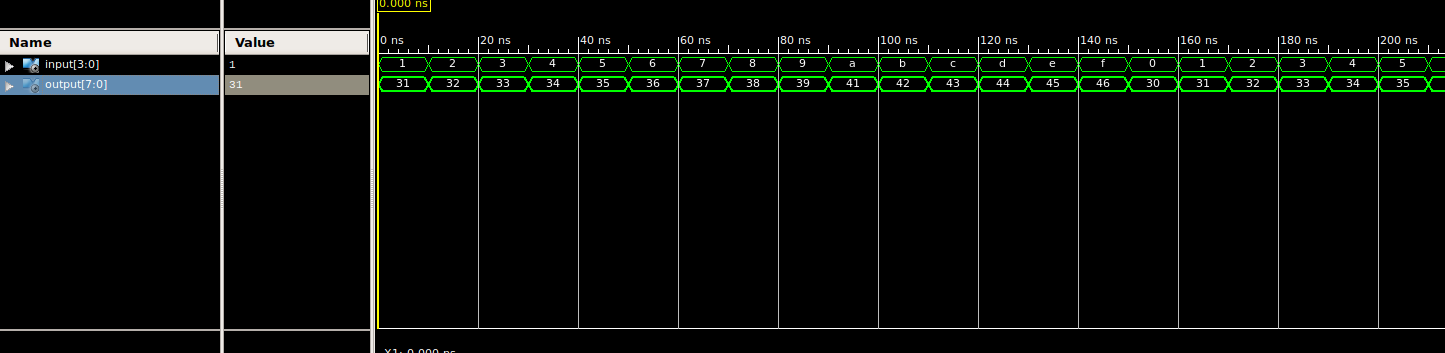 0.000 ns
Name Value 0 ns 20 ns 40 ns 60 ns 80 ns 100 ns 120 ns 140 ns 160 ns 180 ns 200 ns
input[3:0] 1 1 2 3 4 5 6 7 8 9 a b c d e f 0 1 2 3 4 5
output[7:0] 31 31 32 33 34 35 36 37 38 39 41 42 43 44 45 46 30 31 32 33 34 35
X1: 0.000 ns